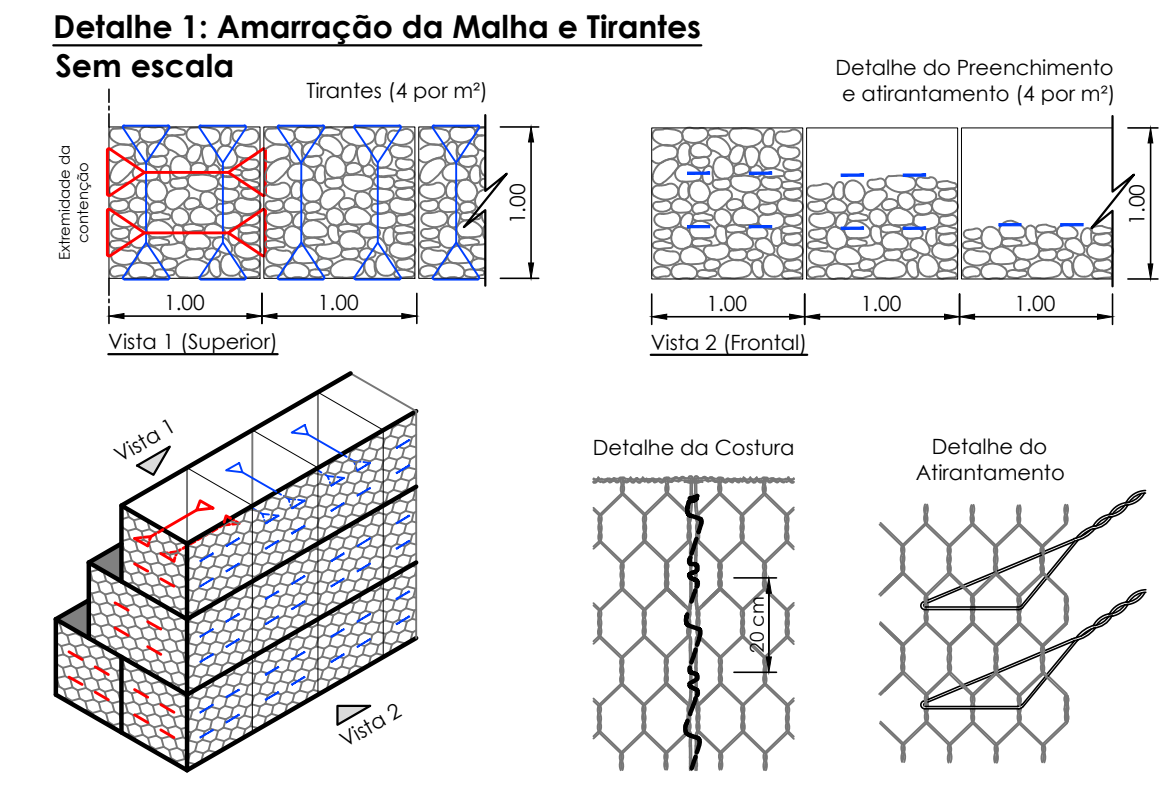 Detalhe 1: Amarração da Malha e Tirantes
Sem escala
Tirantes (4 por m²)
Extremidade da
contenção
1.00
1.00
1.00
Vista 1 (Superior)
Detalhe do Preenchimento
e atirantamento (4 por m²)
1.00
1.00
1.00
1.00
Vista 2 (Frontal)
Vista 1
Vista 2
Detalhe da Costura
20 cm
Detalhe do
Atirantamento